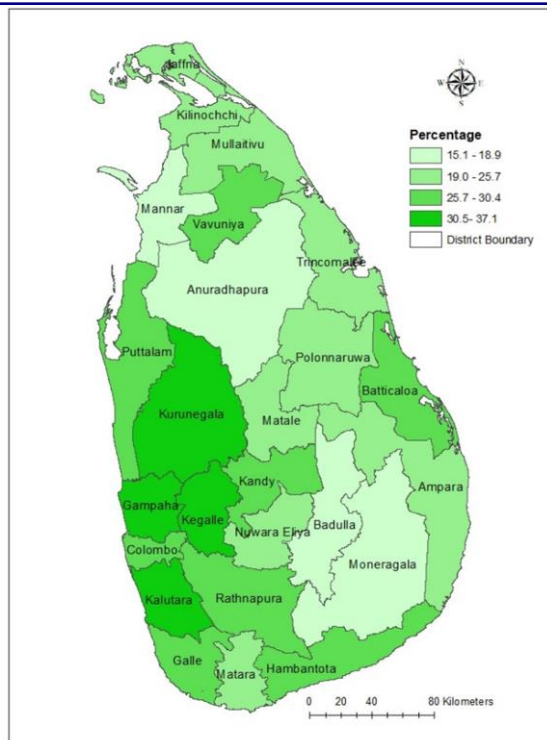 Jaffna
N
W E
S
Kilinochchi
Mullaitivu
Percentage
15.1 - 18.9
19.0 - 25.7
25.7 - 30.4
30.5- 37.1
District Boundary
Mannar
Vavuniya
Trincomalee
Anuradhapura
Puttalam
Polonnaruwa
Batticaloa
Kurunegala
Matale
Kandy
Ampara
Gampaha
Kegalle
Nuwara Eliya
Badulla
Colombo
Moneragala
Kalutara
Rathnapura
Galle
Matara
Hambantota
0 20 40 80 Kilometers